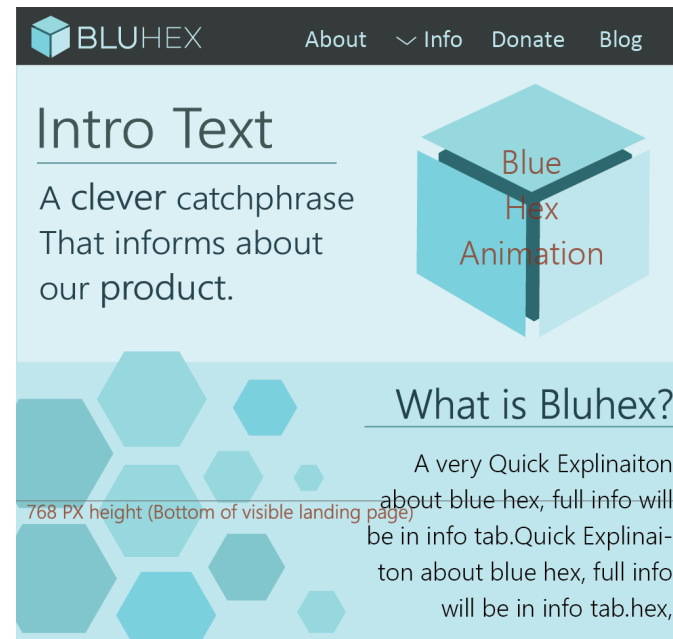 BLUHEX
About Info Donate Blog
Intro Text
A clever catchphrase
That informs about
our product.
Blue
Hex
Animation
What is Bluhex?
A very Quick Explinaiton
about blue hex, full info will
be in info tab.Quick Explinai-
ton about blue hex, full info
will be in info tab.hex,
768 PX height (Bottom of visible landing page)